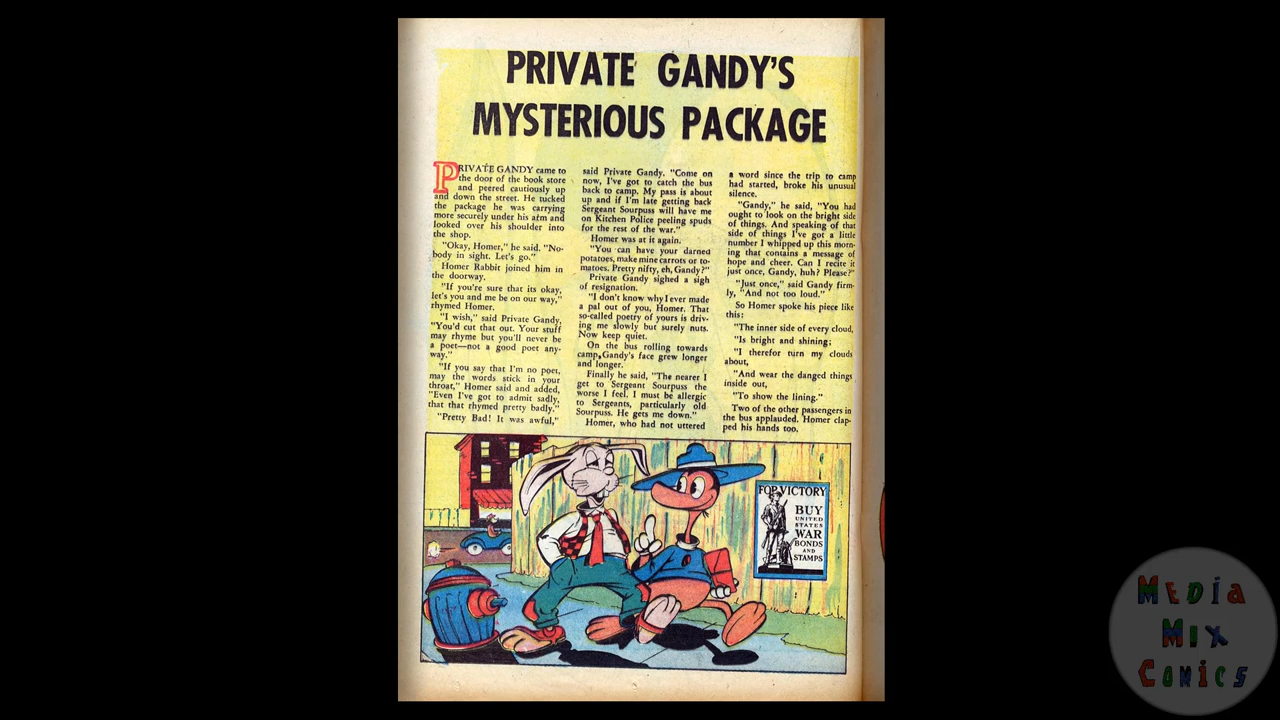 PRIVATE GANDY'S
MYSTERIOUS PACKAGE
PRIVATE GANDY came to
the door of the book store
and peered cautiously up
and down the street. He tucked
the package he was carrying
more securely under his arm and
looked over his shoulder into
the shop.
"Okay, Homer," he said. "No-
body in sight. Let's go."
Homer Rabbit joined him in
the doorway.
"If you're sure that its okay,
let's you and me be on our way,"
rhymed Homer.
"I wish," said Private Gandy,
"You'd cut that out. Your stuff
may rhyme but you'll never be
a poet—not a good poet any-
way."
"If you say that I'm no poet,
may the words stick in your
throat," Homer said and added,
"Even I've got to admit sadly,
that that rhymed pretty badly."
"Pretty Bad! It was awful,"
said Private Gandy. "Come on
now, I've got to catch the bus
back to camp. My pass is about
up and if I'm late getting back
Sergeant Sourpuss will have me
on Kitchen Police peeling spuds
for the rest of the war."
Homer was at it again.
"You can have your darned
potatoes, make mine carrots or to-
matoes. Pretty nifty, eh, Gandy?"
Private Gandy sighed a sigh
of resignation.
"I don't know why I ever made
a pal out of you, Homer. That
so-called poetry of yours is driv-
ing me slowly but surely nuts.
Now keep quiet.
On the bus rolling towards
camp, Gandy's face grew longer
and longer.
Finally he said, "The nearer I
get to Sergeant Sourpuss the
worse I feel. I must be allergic
to Sergeants, particularly old
Sourpuss. He gets me down."
Homer, who had not uttered
a word since the trip to camp
had started, broke his unusual
silence.
"Gandy," he said, "You had
ought to look on the bright side
of things. And speaking of that
side of things I've got a little
number I whipped up this morn-
ing that contains a message of
hope and cheer. Can I recite it
just once, Gandy, huh? Please?"
"Just once," said Gandy firm-
ly, "And not too loud."
So Homer spoke his piece like
this:
"The inner side of every cloud,
"Is bright and shining;
"I therefor turn my clouds
about,
"And wear the danged things
inside out,
"To show the lining."
Two of the other passengers in
the bus applauded. Homer clap-
ped his hands too.
FOR VICTORY
BUY
UNITED
STATES
WAR
BONDS
AND
STAMPS
MEDIA
MIX
COMICS